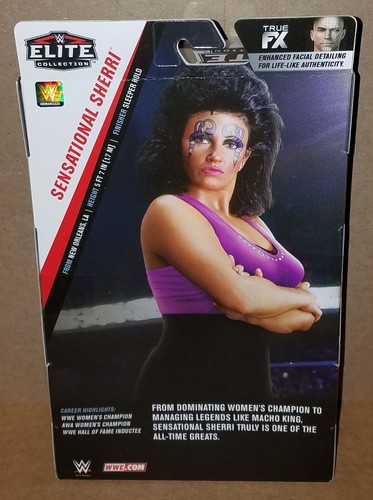 WWE
ELITE
COLLECTION
TRUE
FX
ENHANCED FACIAL DETAILING
FOR LIFE-LIKE AUTHENTICITY.
SENSATIONAL SHERRI™
FROM NEW ORLEANS, LA | HEIGHT 5 FT 7 IN (1.7 M) | FINISHER SLEEPER HOLD
CAREER HIGHLIGHTS:
WWE WOMEN'S CHAMPION
AWA WOMEN'S CHAMPION
WWE HALL OF FAME INDUCTEE
FROM DOMINATING WOMEN'S CHAMPION TO
MANAGING LEGENDS LIKE MACHO KING,
SENSATIONAL SHERRI TRULY IS ONE OF THE
ALL-TIME GREATS.
WWE.COM